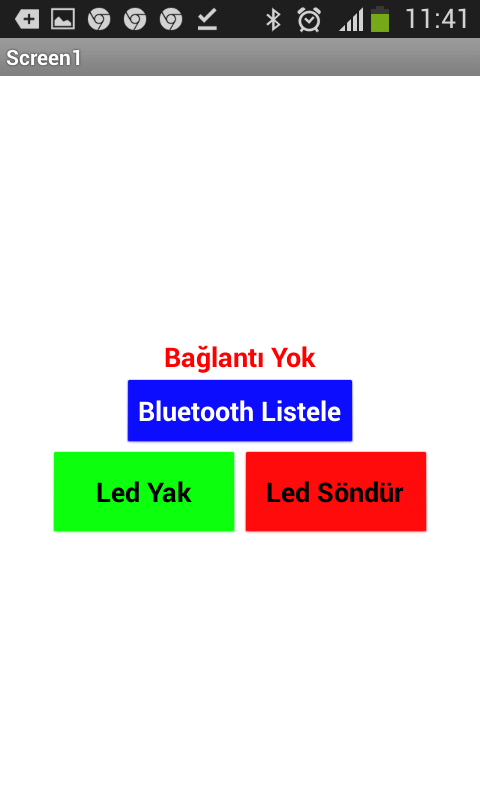 11:41
Screen1
Bağlantı Yok
Bluetooth Listele
Led Yak
Led Söndür